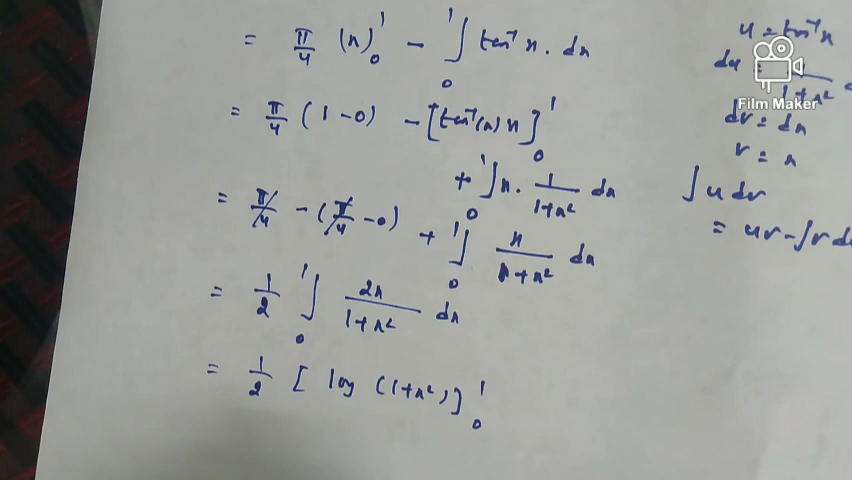 = π/4 (x)₀¹ - ∫₀¹ tan⁻¹ x . dx
= π/4 (1-0) - [tan⁻¹(x) x]₀¹
+ ∫₀¹ x. 1/(1+x²) dx
= π/4 - (π/4 - 0) + ∫₀¹ x/(1+x²) dx
= 1/2 ∫₀¹ 2x/(1+x²) dx
= 1/2 [log (1+x²)]₀¹
u = tan⁻¹ x
du = 1+x²
Film Maker
dv = dx
v = x
∫ u dv
= uv - ∫ v d